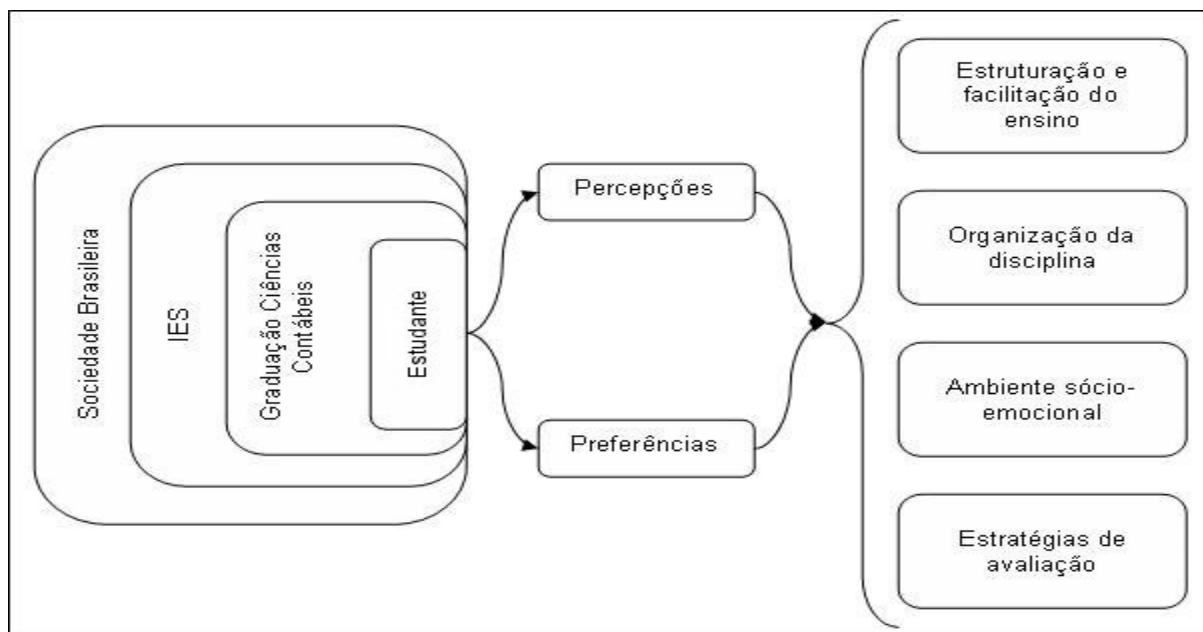 Sociedade Brasileira
IES
Graduação Ciências
Contábeis
Estudante
Percepções
Preferências
Estruturação e
facilitação do
ensino
Organização da
disciplina
Ambiente sócio-
emocional
Estratégias de
avaliação